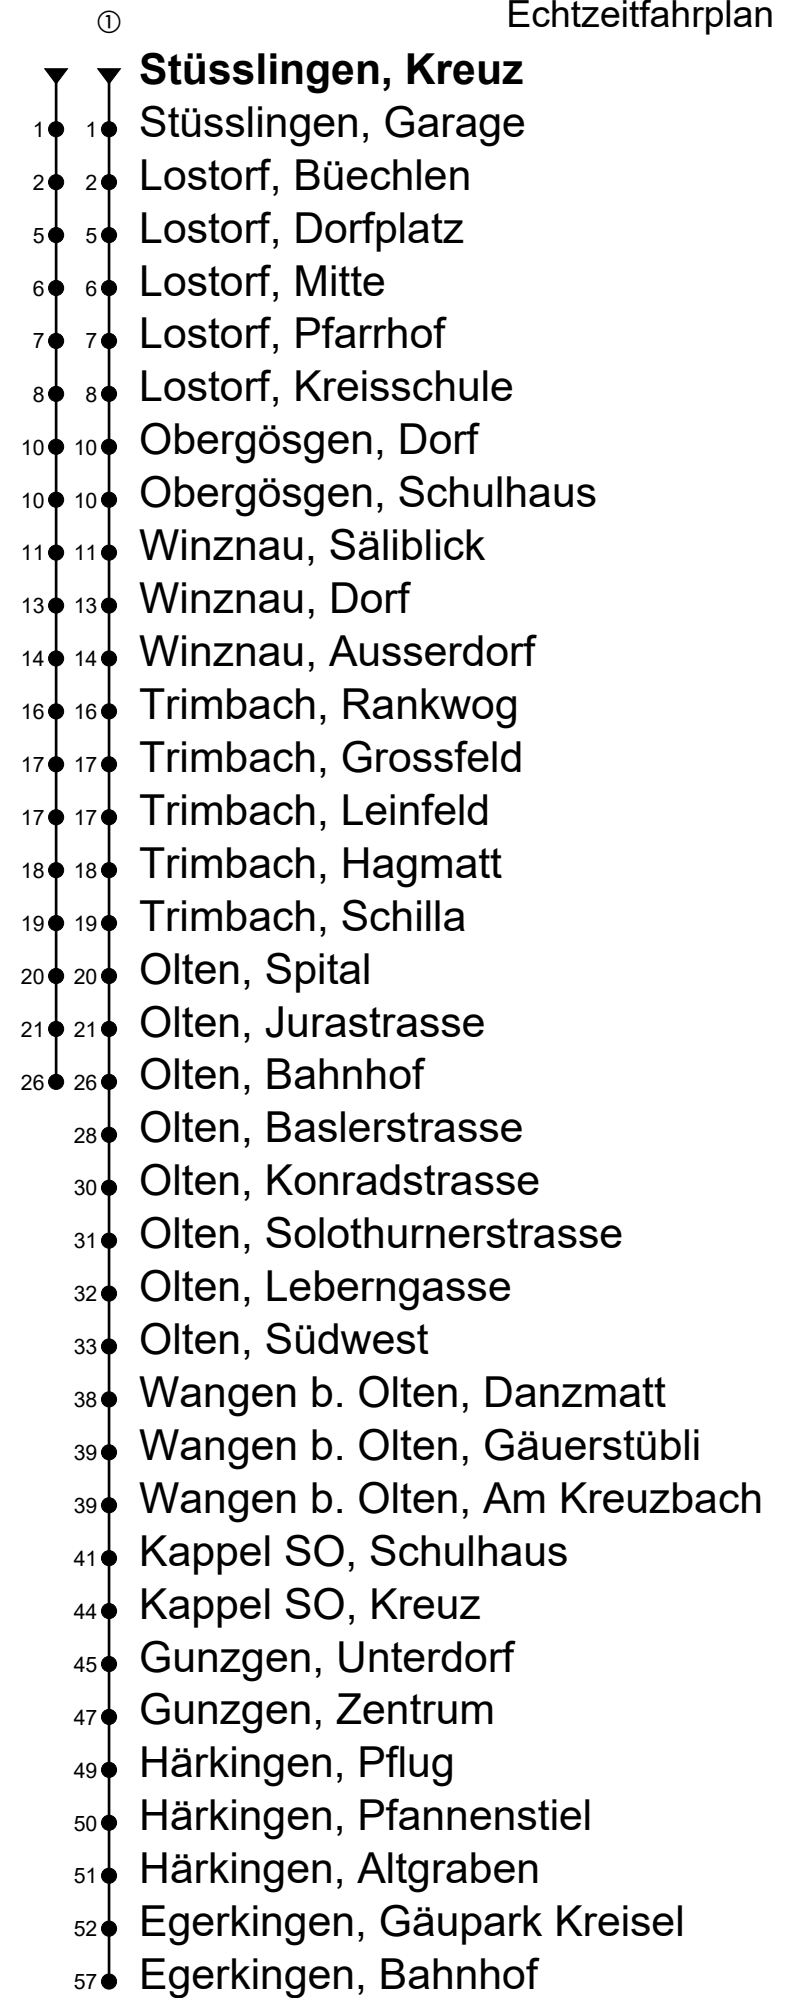 ① Echtzeitfahrplan
Stüsslingen, Kreuz
1 1 Stüsslingen, Garage
2 2 Lostorf, Büechlen
5 5 Lostorf, Dorfplatz
6 6 Lostorf, Mitte
7 7 Lostorf, Pfarrhof
8 8 Lostorf, Kreisschule
10 10 Obergösgen, Dorf
10 10 Obergösgen, Schulhaus
11 11 Winznau, Säliblick
13 13 Winznau, Dorf
14 14 Winznau, Ausserdorf
16 16 Trimbach, Rankwog
17 17 Trimbach, Grossfeld
17 17 Trimbach, Leinfeld
18 18 Trimbach, Hagmatt
19 19 Trimbach, Schilla
20 20 Olten, Spital
21 21 Olten, Jurastrasse
26 26 Olten, Bahnhof
28 Olten, Baslerstrasse
30 Olten, Konradstrasse
31 Olten, Solothurnerstrasse
32 Olten, Leberngasse
33 Olten, Südwest
38 Wangen b. Olten, Danzmatt
39 Wangen b. Olten, Gäuerstübli
39 Wangen b. Olten, Am Kreuzbach
41 Kappel SO, Schulhaus
44 Kappel SO, Kreuz
45 Gunzgen, Unterdorf
47 Gunzgen, Zentrum
49 Härkingen, Pflug
50 Härkingen, Pfannenstiel
51 Härkingen, Altgraben
52 Egerkingen, Gäupark Kreisel
57 Egerkingen, Bahnhof